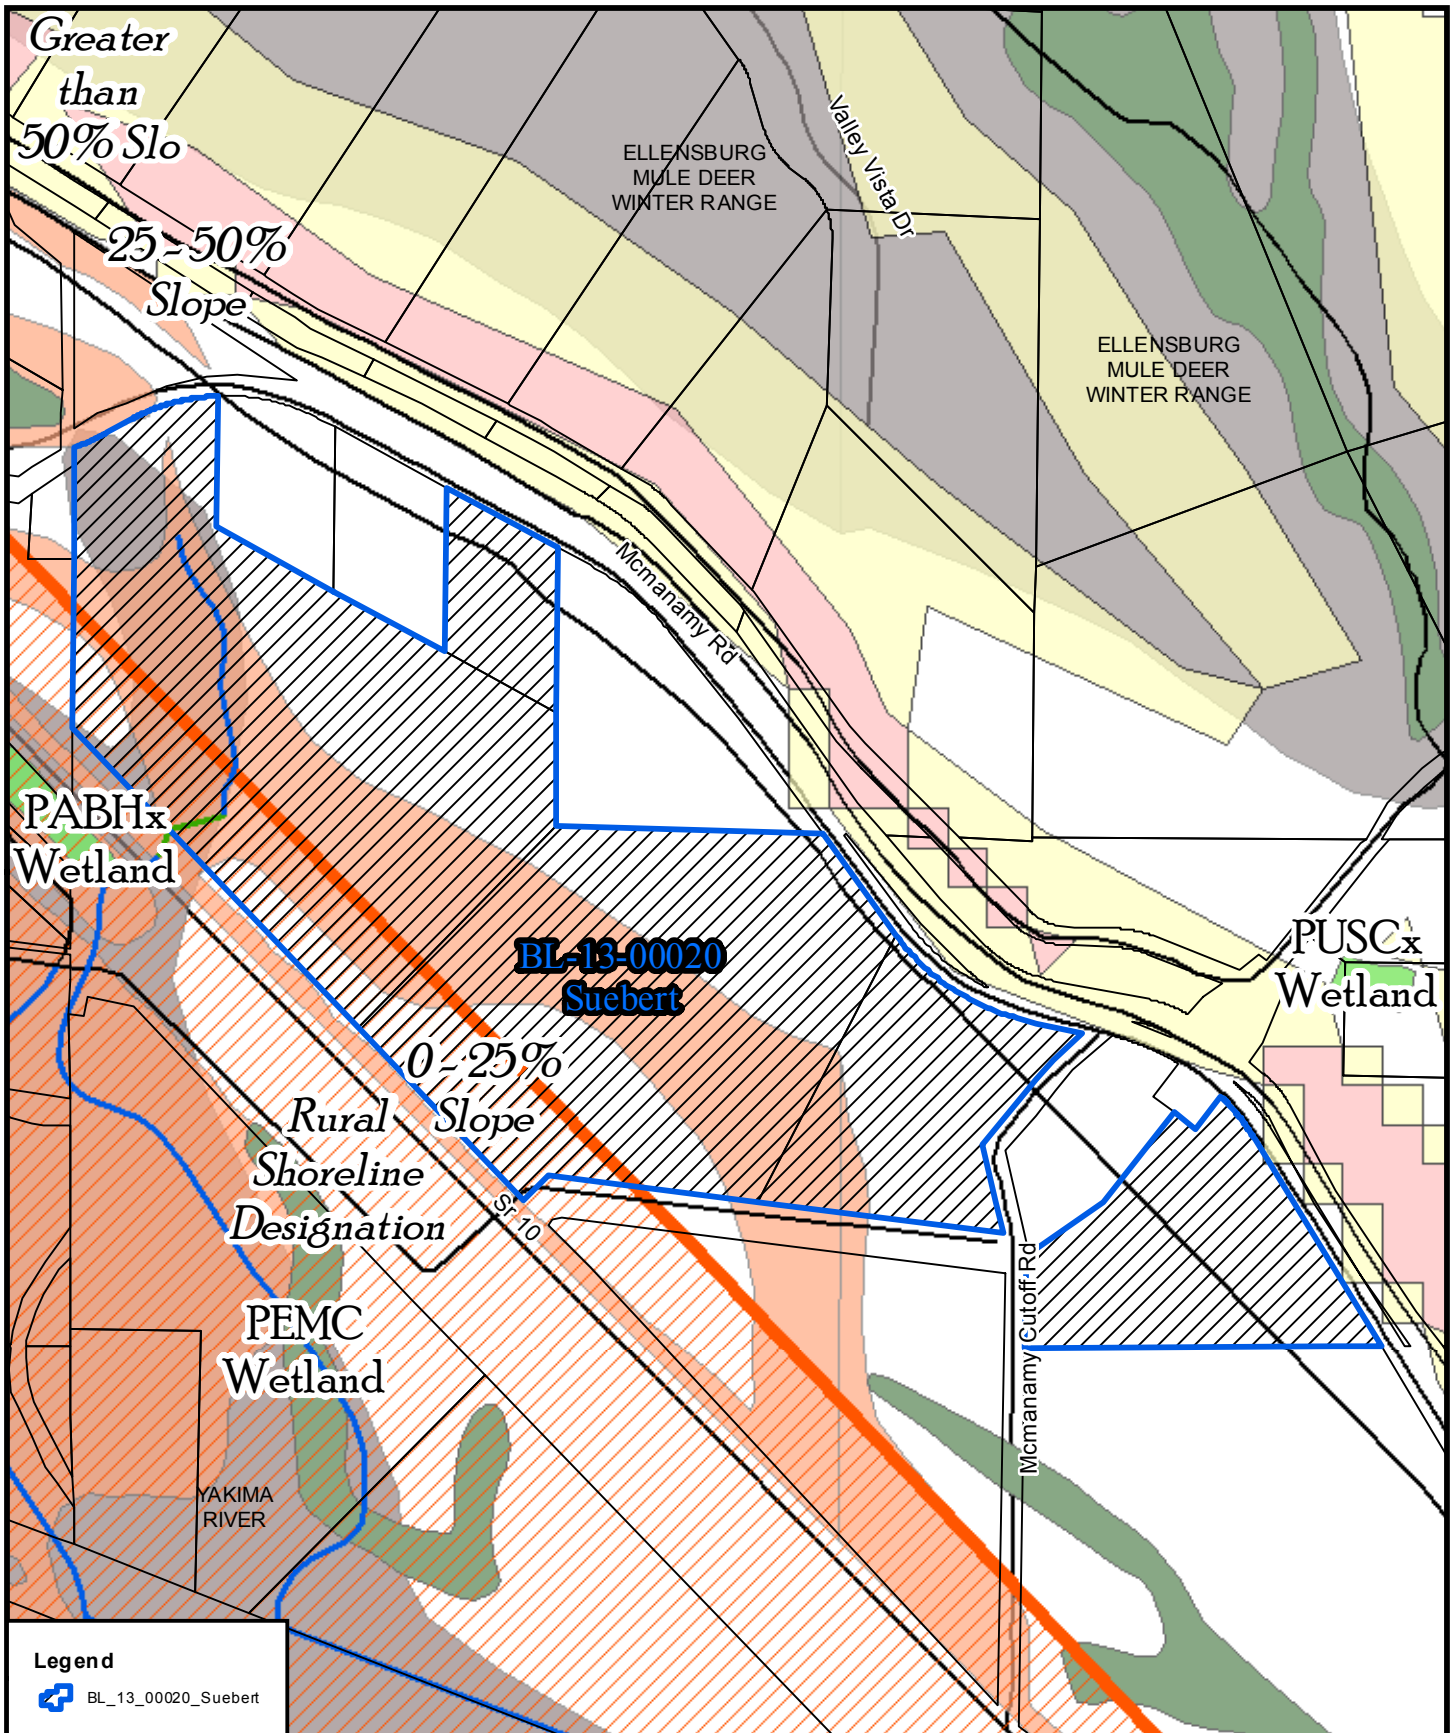 Greater
than
50% Slo
Valley Vista Dr
ELLENSBURG
MULE DEER
WINTER RANGE
25 - 50%
Slope
ELLENSBURG
MULE DEER
WINTER RANGE
Mcmanamy Rd
PABHx
Wetland
BL-13-00020
Suebert
PUSCx
Wetland
0 - 25%
Slope
Rural
Shoreline
Designation
Sr 10
Mcmanamy Cutoff Rd
PEMC
Wetland
YAKIMA
RIVER
Legend
BL_13_00020_Suebert